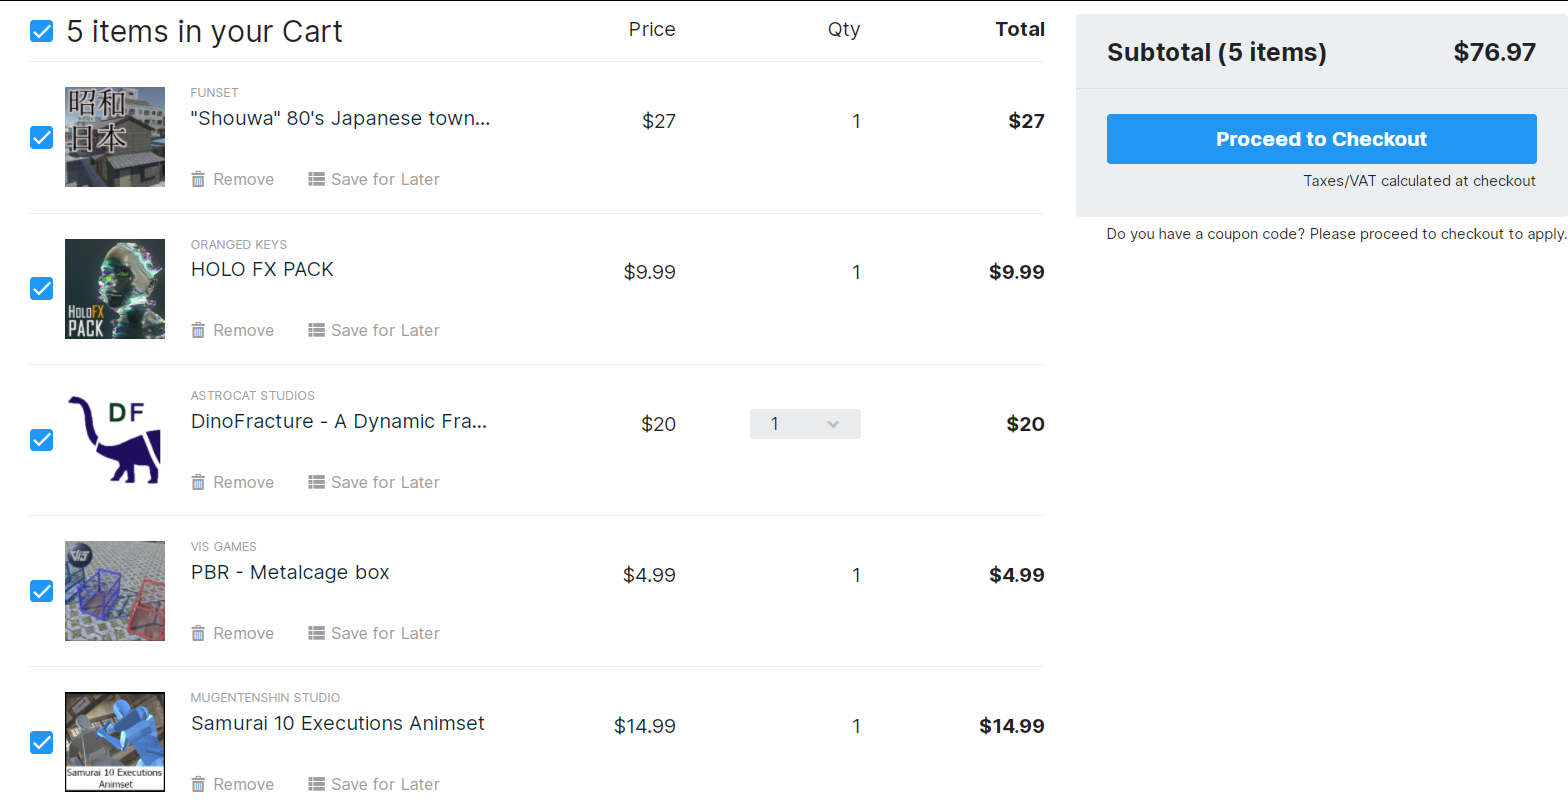 5 items in your Cart Price Qty Total
FUNSET
"Shouwa" 80's Japanese town...
$27 1 $27
昭和
日本
Remove Save for Later
ORANGED KEYS
HOLO FX PACK
$9.99 1 $9.99
HOLOFX
PACK
Remove Save for Later
ASTROCAT STUDIOS
DinoFracture - A Dynamic Fra...
$20 1 $20
DF
Remove Save for Later
VIS GAMES
PBR - Metalcage box
$4.99 1 $4.99
VIS
Remove Save for Later
MUGENTENSHIN STUDIO
Samurai 10 Executions Animset
$14.99 1 $14.99
Samurai 10 Executions
Animset
Remove Save for Later
Subtotal (5 items) $76.97
Proceed to Checkout
Taxes/VAT calculated at checkout
Do you have a coupon code? Please proceed to checkout to apply.